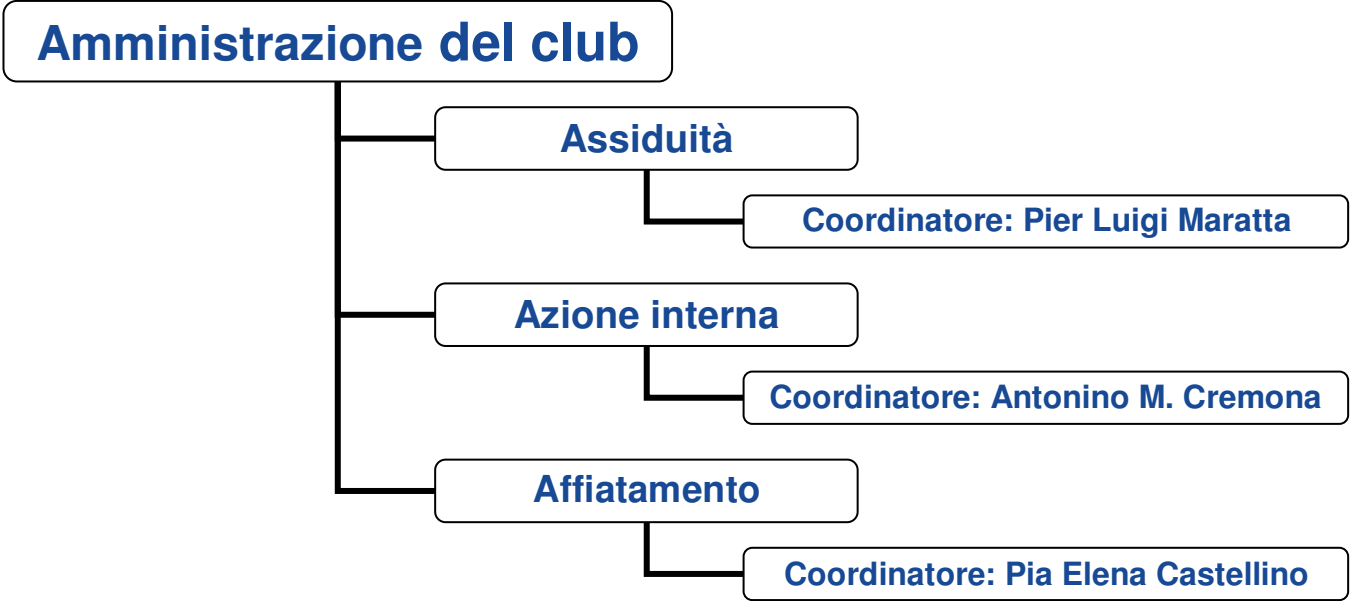 Amministrazione del club
Assiduità
Coordinatore: Pier Luigi Maratta
Azione interna
Coordinatore: Antonino M. Cremona
Affiatamento
Coordinatore: Pia Elena Castellino